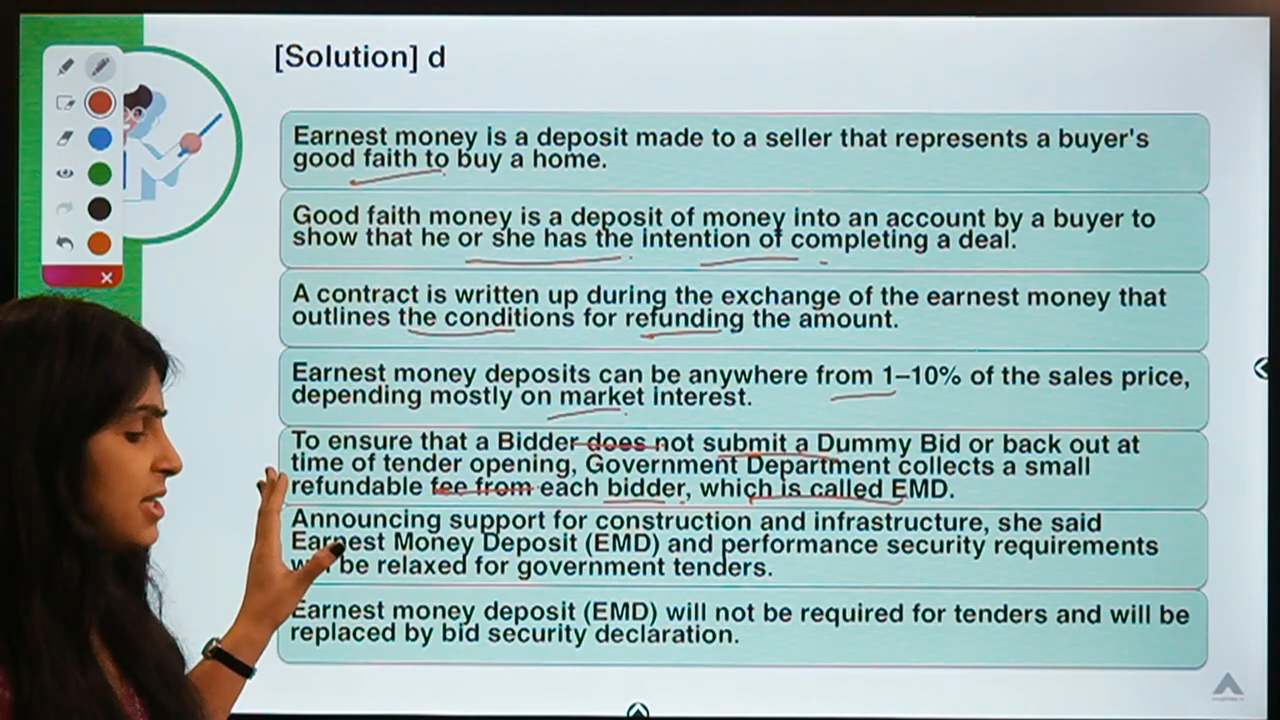 [Solution] d
Earnest money is a deposit made to a seller that represents a buyer's
good faith to buy a home.
Good faith money is a deposit of money into an account by a buyer to
show that he or she has the intention of completing a deal.
A contract is written up during the exchange of the earnest money that
outlines the conditions for refunding the amount.
Earnest money deposits can be anywhere from 1–10% of the sales price,
depending mostly on market interest.
To ensure that a Bidder does not submit a Dummy Bid or back out at
time of tender opening, Government Department collects a small
refundable fee from each bidder, which is called EMD.
Announcing support for construction and infrastructure, she said
Earnest Money Deposit (EMD) and performance security requirements
be relaxed for government tenders.
Earnest money deposit (EMD) will not be required for tenders and will be
replaced by bid security declaration.